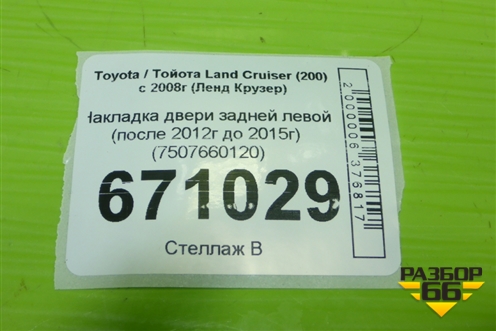 Toyota / Тойота Land Cruiser (200)
с 2008г (Ленд Крузер)
Накладка двери задней левой
(после 2012г до 2015г)
(7507660120)
671029
Стеллаж В
2000006376817
РАЗБОР
66